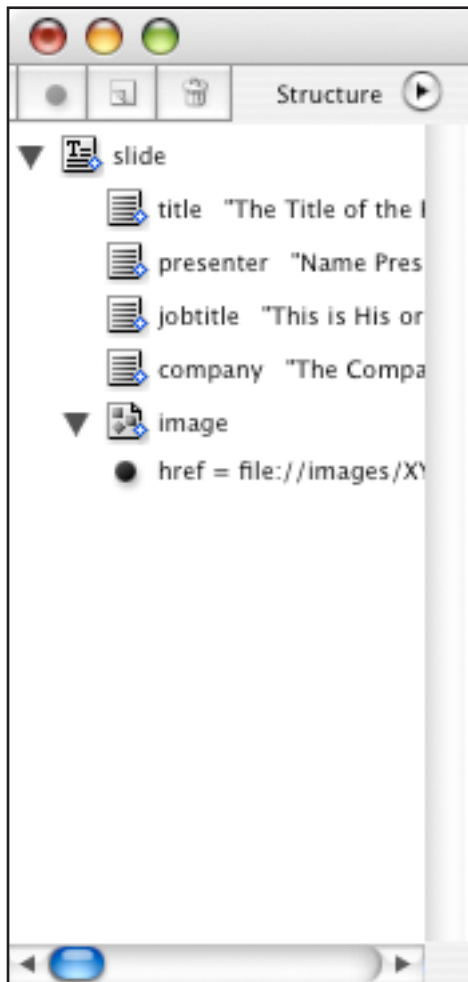 Structure
slide
title "The Title of the
presenter "Name Pres
jobtitle "This is His or
company "The Compa
image
href = file://images/XY